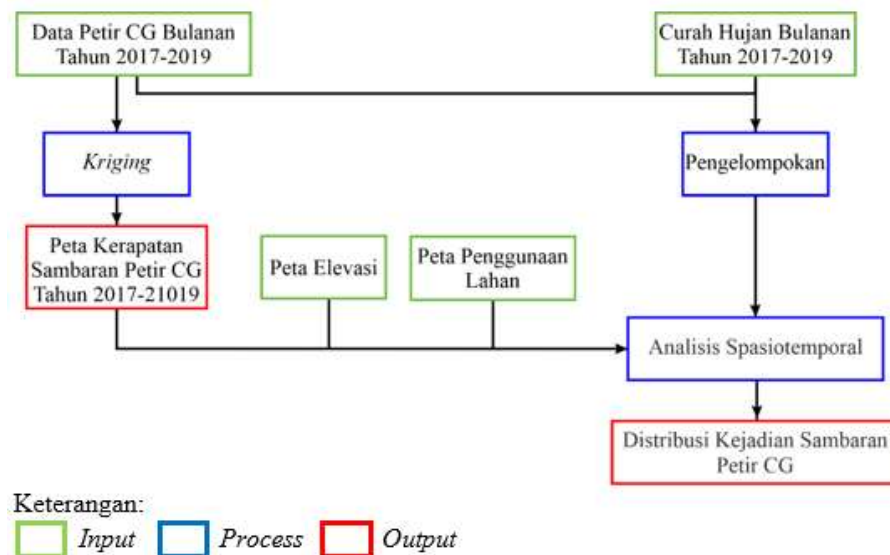 Data Petir CG Bulanan
Tahun 2017-2019
Curah Hujan Bulanan
Tahun 2017-2019
Kriging
Pengelompokan
Peta Kerapatan
Sambaran Petir CG
Tahun 2017-21019
Peta Elevasi
Peta Penggunaan
Lahan
Analisis Spasiotemporal
Distribusi Kejadian Sambaran
Petir CG
Keterangan:
Input Process Output